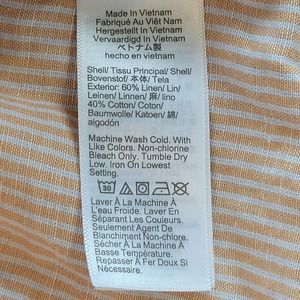 Made In Vietnam
Fabriqué Au Viêt Nam
Hergestellt In Vietnam
Vervaardigd In Vietnam
ベトナム製
hecho en vietnam
Shell/ Tissu Principal/ Shell/
Bovenstof/ 本体/ Tela
Exterior: 60% Linen/ Lin/
Leinen/ Linnen/ 麻/ lino
40% Cotton/ Coton/
Baumwolle/ Katoen/ 綿/
algodón
Machine Wash Cold. With
Like Colors. Non-chlorine
Bleach Only. Tumble Dry
Low. Iron On Lowest
Setting.
30
Laver À La Machine À
L'eau Froide. Laver En
Séparant Les Couleurs.
Seulement Agent De
Blanchiment Non-chlore.
Sécher À La Machine À
Basse Température.
Repasser À Fer Doux Si
Nécessaire.